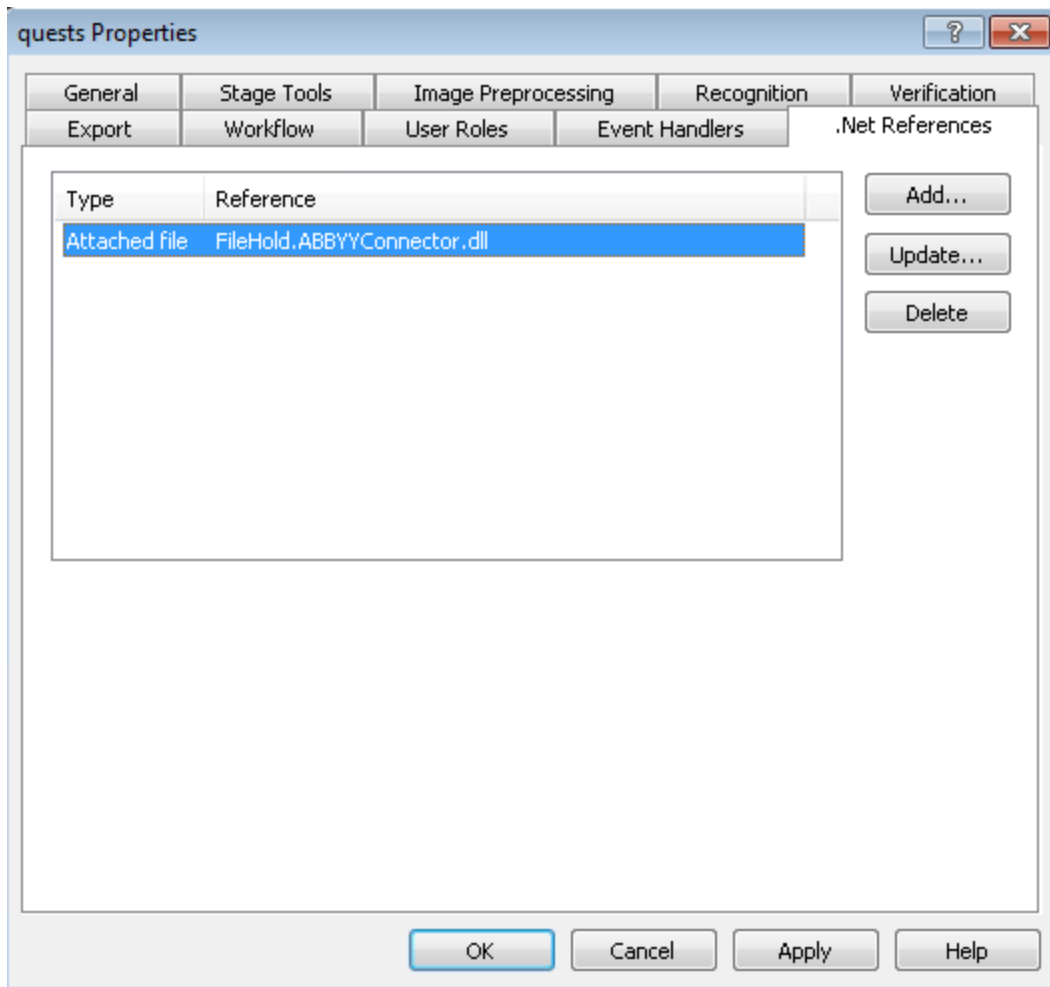 quests Properties
General Stage Tools Image Preprocessing Recognition Verification
Export Workflow User Roles Event Handlers .Net References
Type Reference
Attached file FileHold.ABBYYConnector.dll
Add...
Update...
Delete
OK Cancel Apply Help